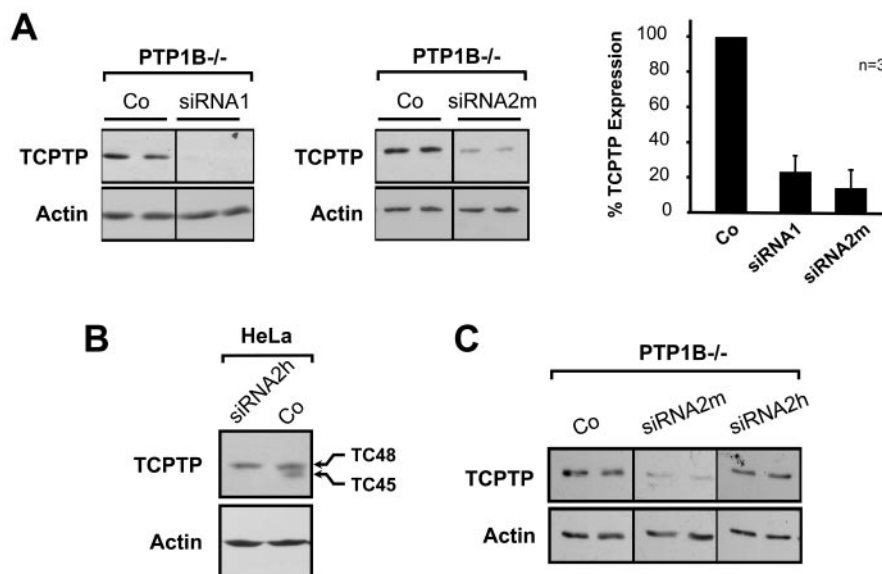 A
PTP1B-/-
Co siRNA1
TCPTP
Actin
PTP1B-/-
Co siRNA2m
TCPTP
Actin
% TCPTP Expression
100
80
60
40
20
0
n=3
Co
siRNA1
siRNA2m
B
HeLa
siRNA2h
Co
TCPTP
TC48
TC45
Actin
C
PTP1B-/-
Co siRNA2m siRNA2h
TCPTP
Actin